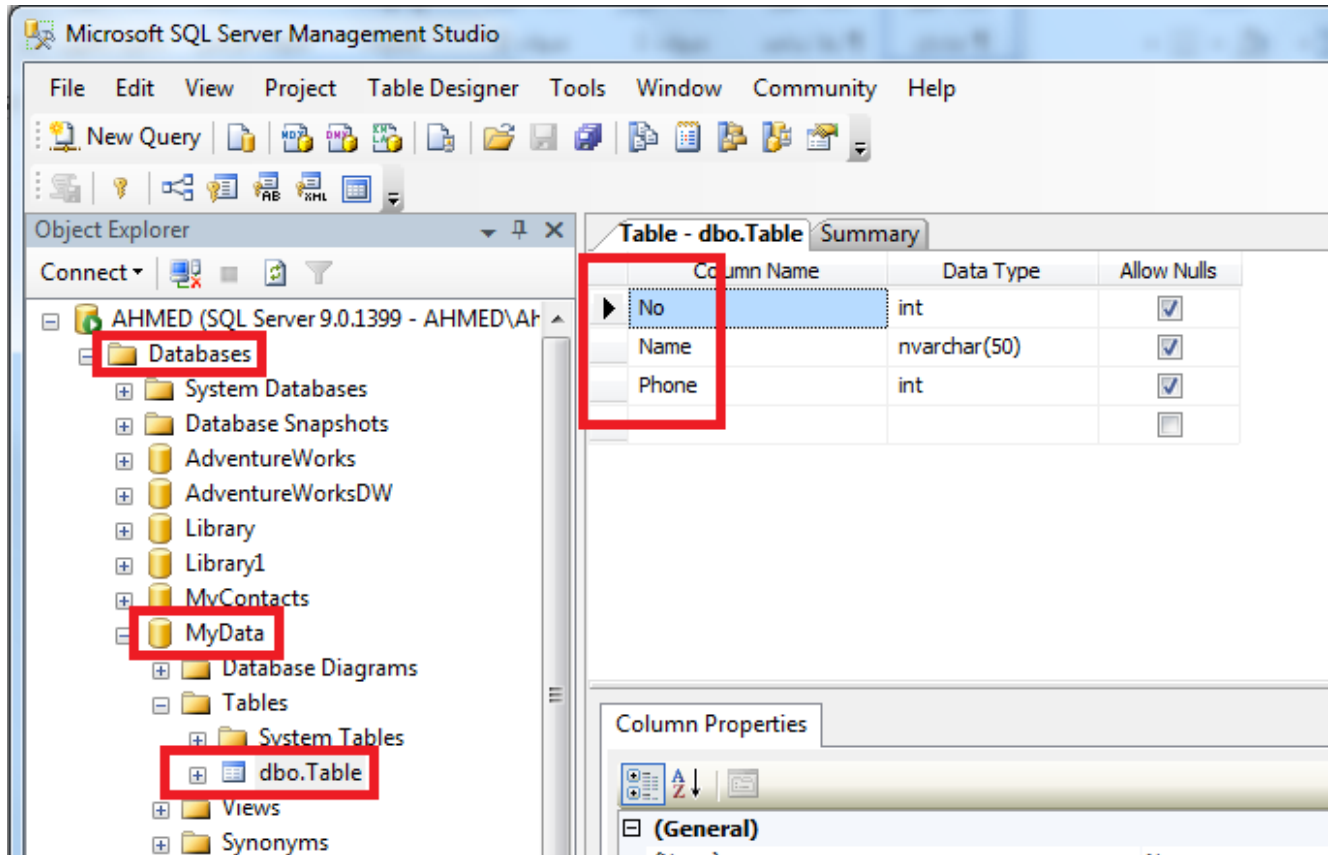 Microsoft SQL Server Management Studio
File Edit View Project Table Designer Tools Window Community Help
New Query
Object Explorer
Connect
AHMED (SQL Server 9.0.1399 - AHMED\Ah
Databases
System Databases
Database Snapshots
AdventureWorks
AdventureWorksDW
Library
Library1
MyContacts
MyData
Database Diagrams
Tables
System Tables
dbo.Table
Views
Synonyms
Table - dbo.Table Summary
Column Name Data Type Allow Nulls
No int
Name nvarchar(50)
Phone int
Column Properties
(General)